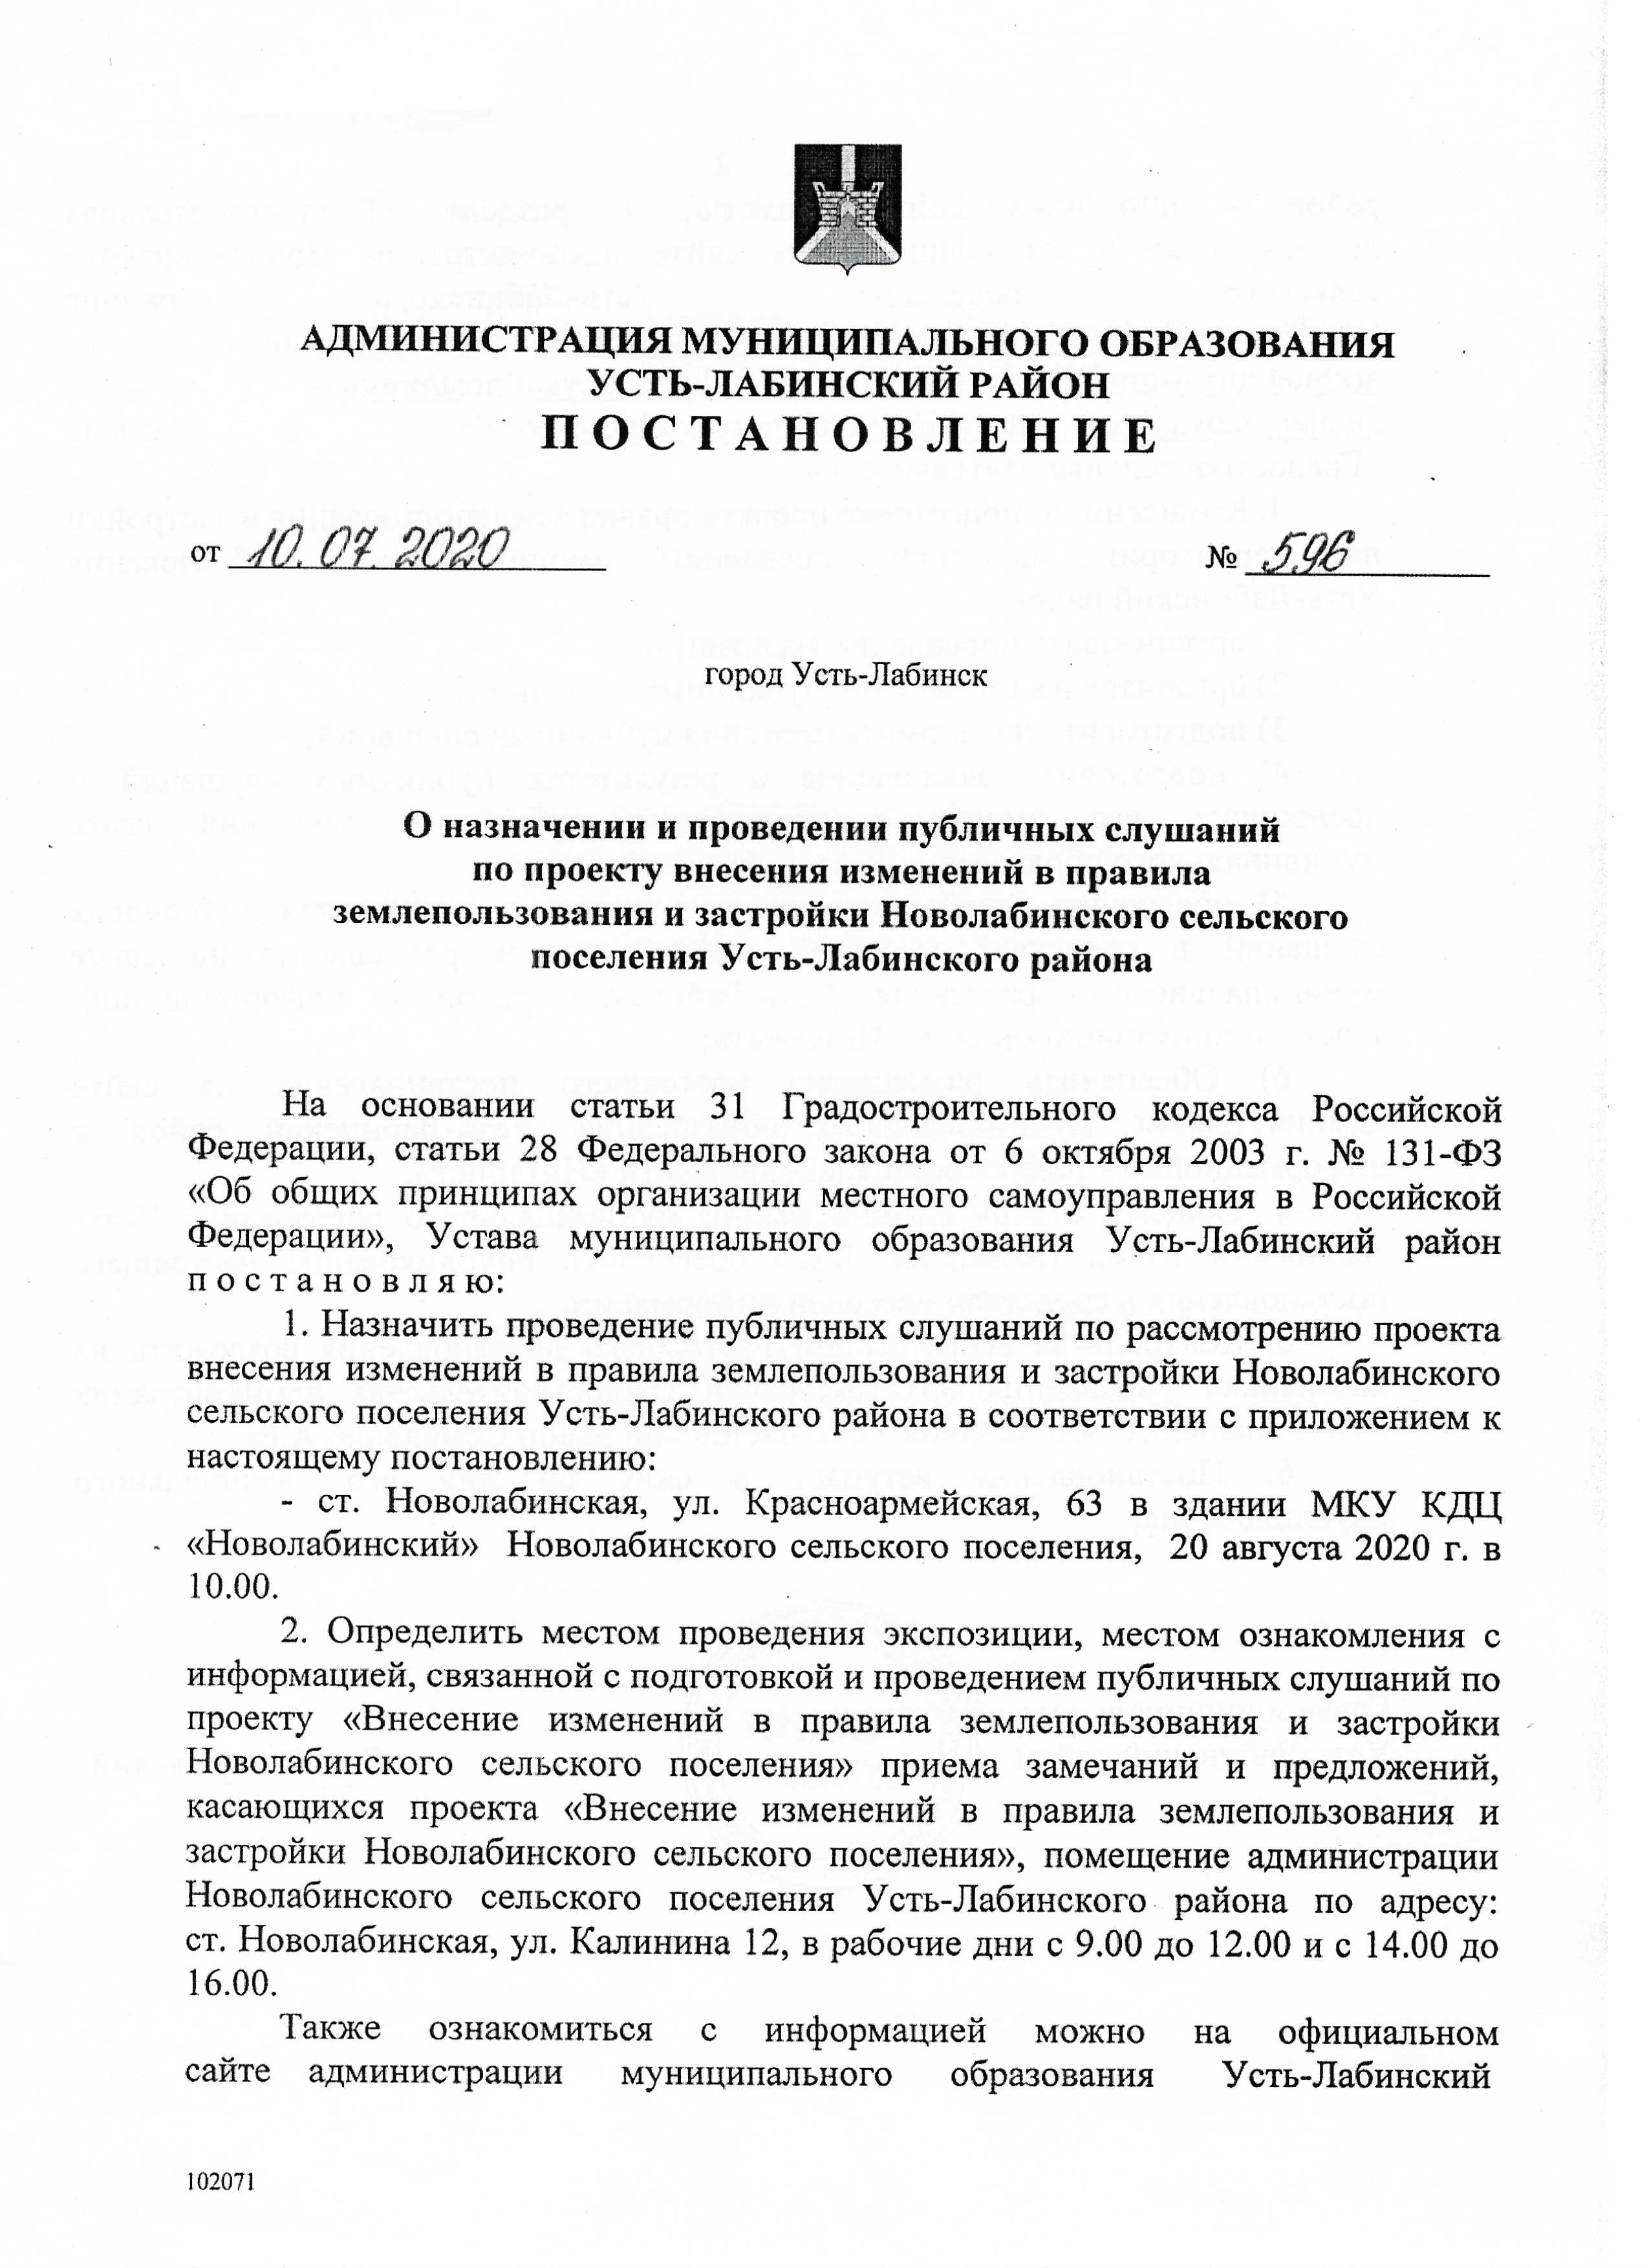 АДМИНИСТРАЦИЯ МУНИЦИПАЛЬНОГО ОБРАЗОВАНИЯ
УСТЬ-ЛАБИНСКИЙ РАЙОН
П О С Т А Н О В Л Е Н И Е
от 10.07.2020 № 596
город Усть-Лабинск
О назначении и проведении публичных слушаний
по проекту внесения изменений в правила
землепользования и застройки Новолабинского сельского
поселения Усть-Лабинского района
На основании статьи 31 Градостроительного кодекса Российской
Федерации, статьи 28 Федерального закона от 6 октября 2003 г. № 131-ФЗ
«Об общих принципах организации местного самоуправления в Российской
Федерации», Устава муниципального образования Усть-Лабинский район
п о с т а н о в л я ю:
1. Назначить проведение публичных слушаний по рассмотрению проекта
внесения изменений в правила землепользования и застройки Новолабинского
сельского поселения Усть-Лабинского района в соответствии с приложением к
настоящему постановлению:
- ст. Новолабинская, ул. Красноармейская, 63 в здании МКУ КДЦ
«Новолабинский» Новолабинского сельского поселения, 20 августа 2020 г. в
10.00.
2. Определить местом проведения экспозиции, местом ознакомления с
информацией, связанной с подготовкой и проведением публичных слушаний по
проекту «Внесение изменений в правила землепользования и застройки
Новолабинского сельского поселения» приема замечаний и предложений,
касающихся проекта «Внесение изменений в правила землепользования и
застройки Новолабинского сельского поселения», помещение администрации
Новолабинского сельского поселения Усть-Лабинского района по адресу:
ст. Новолабинская, ул. Калинина 12, в рабочие дни с 9.00 до 12.00 и с 14.00 до
16.00.
Также ознакомиться с информацией можно на официальном
сайте администрации муниципального образования Усть-Лабинский
102071